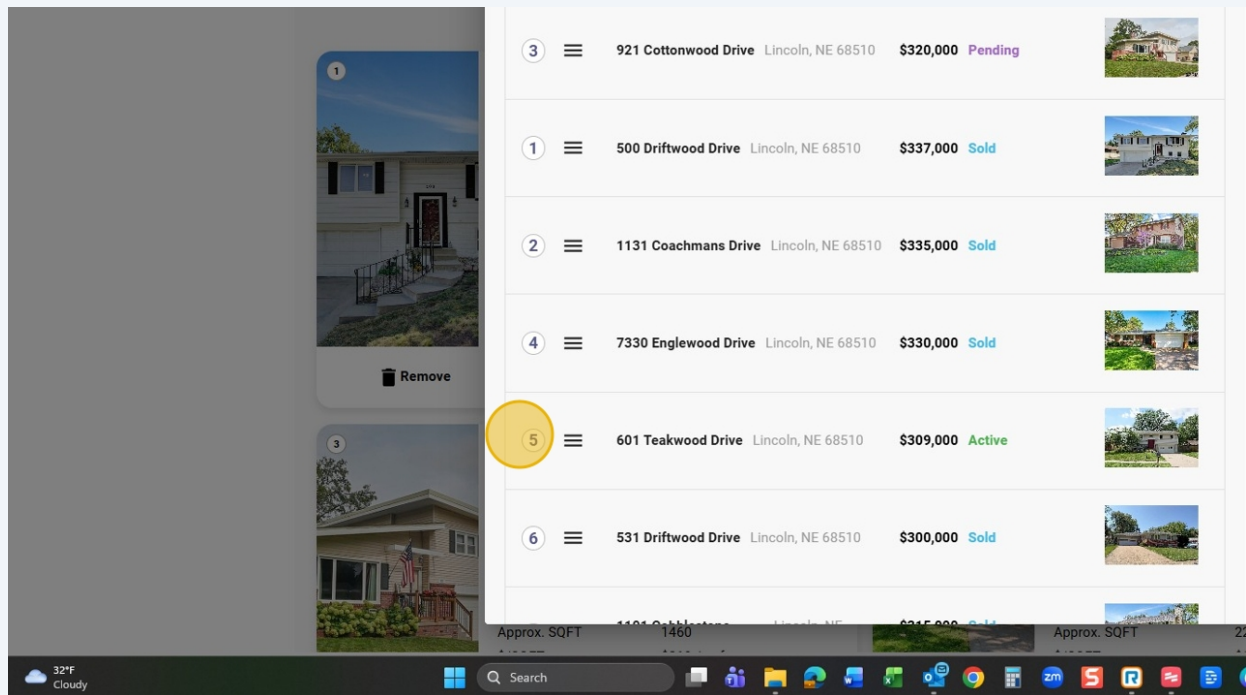 1
Remove
3
3 921 Cottonwood Drive Lincoln, NE 68510 $320,000 Pending
1 500 Driftwood Drive Lincoln, NE 68510 $337,000 Sold
2 1131 Coachmans Drive Lincoln, NE 68510 $335,000 Sold
4 7330 Englewood Drive Lincoln, NE 68510 $330,000 Sold
5 601 Teakwood Drive Lincoln, NE 68510 $309,000 Active
6 531 Driftwood Drive Lincoln, NE 68510 $300,000 Sold
Approx. SQFT 1460 Approx. SQFT
32°F
Cloudy
Search
zm